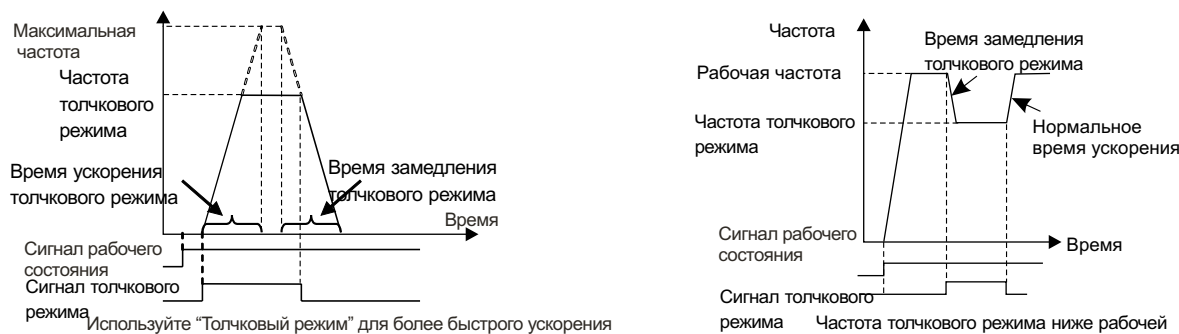 Максимальная
частота
Частота
толчкового
режима
Время ускорения
толчкового режима
Время замедления
толчкового режима
Время
Сигнал рабочего
состояния
Сигнал толчкового
режима
Используйте “Толчковый режим” для более быстрого ускорения
Частота
Время замедления
толчкового режима
Рабочая частота
Частота толчкового
режима
Нормальное
время ускорения
Время
Сигнал рабочего
состояния
Сигнал толчкового
режима
Частота толчкового режима ниже рабочей